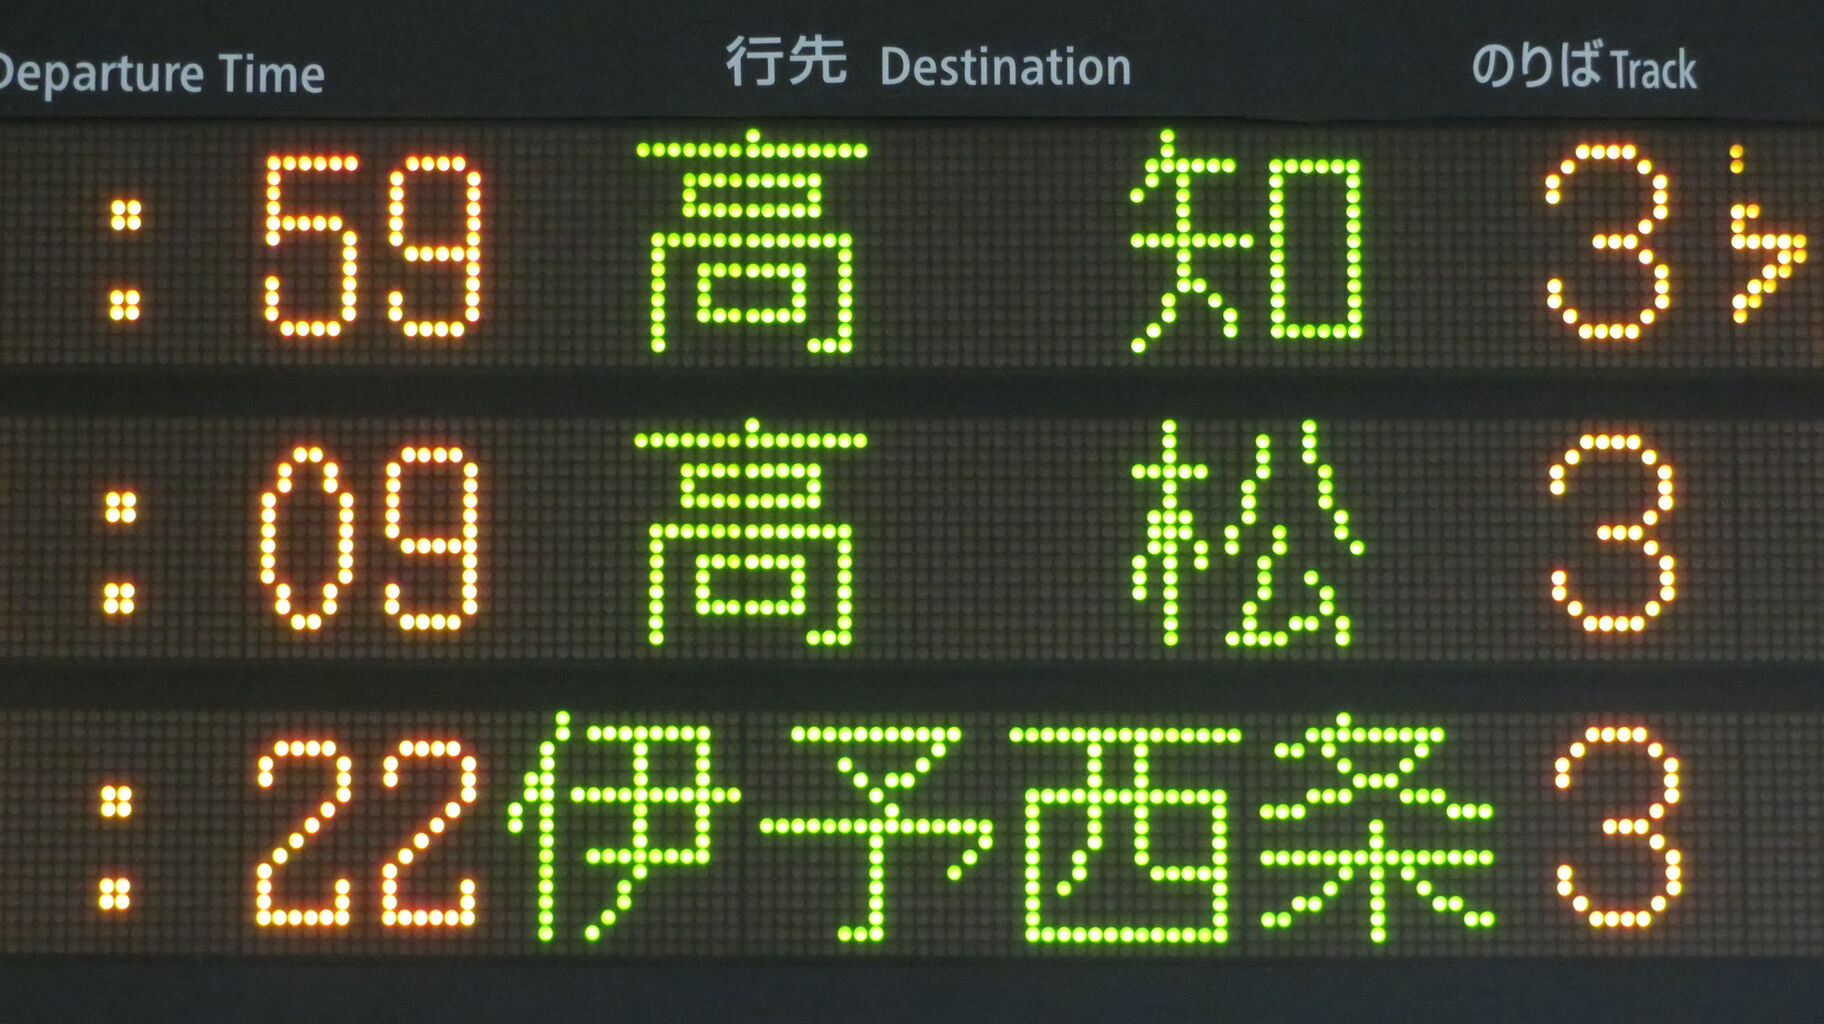 Departure Time 行先 Destination のりば Track
:59 高知 3
:09 高松 3
:22 伊予西条 3